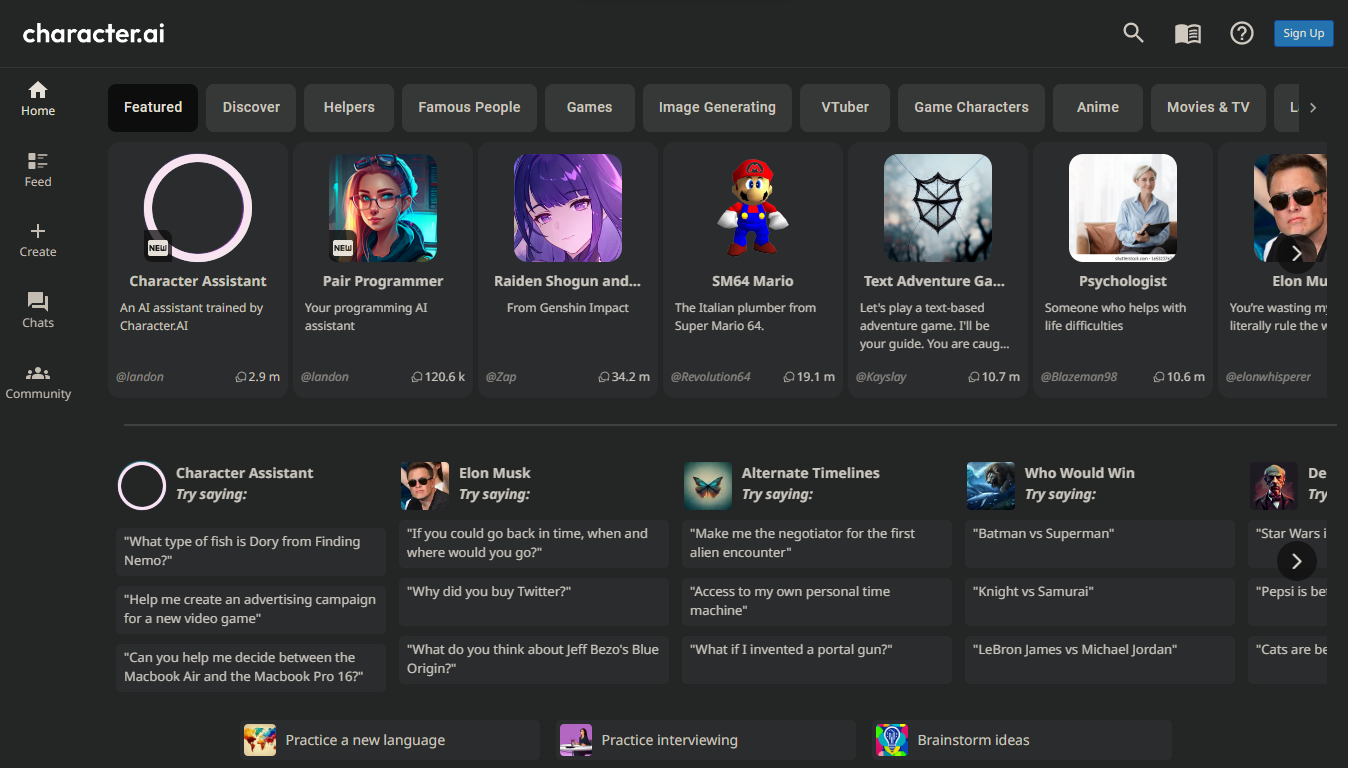 character.ai
Sign Up
Home
Feed
Create
Chats
Community
Featured
Discover
Helpers
Famous People
Games
Image Generating
VTuber
Game Characters
Anime
Movies & TV
NEW
Character Assistant
An AI assistant trained by
Character.AI
@landon
2.9 m
NEW
Pair Programmer
Your programming AI
assistant
@landon
120.6 k
Raiden Shogun and...
From Genshin Impact
@Zap
34.2 m
SM64 Mario
The Italian plumber from
Super Mario 64.
@Revolution64
19.1 m
Text Adventure Ga...
Let's play a text-based
adventure game. I'll be
your guide. You are caug...
@Kayslay
10.7 m
Psychologist
Someone who helps with
life difficulties
@Blazeman98
10.6 m
Elon Mu
You're wasting my
literally rule the w
@elonwhisperer
Character Assistant
Try saying:
"What type of fish is Dory from Finding
Nemo?"
"Help me create an advertising campaign
for a new video game"
"Can you help me decide between the
Macbook Air and the Macbook Pro 16?"
Elon Musk
Try saying:
"If you could go back in time, when and
where would you go?"
"Why did you buy Twitter?"
"What do you think about Jeff Bezo's Blue
Origin?"
Alternate Timelines
Try saying:
"Make me the negotiator for the first
alien encounter"
"Access to my own personal time
machine"
"What if I invented a portal gun?"
Who Would Win
Try saying:
"Batman vs Superman"
"Knight vs Samurai"
"LeBron James vs Michael Jordan"
De
Try
"Star Wars i
"Pepsi is be
"Cats are be
Practice a new language
Practice interviewing
Brainstorm ideas